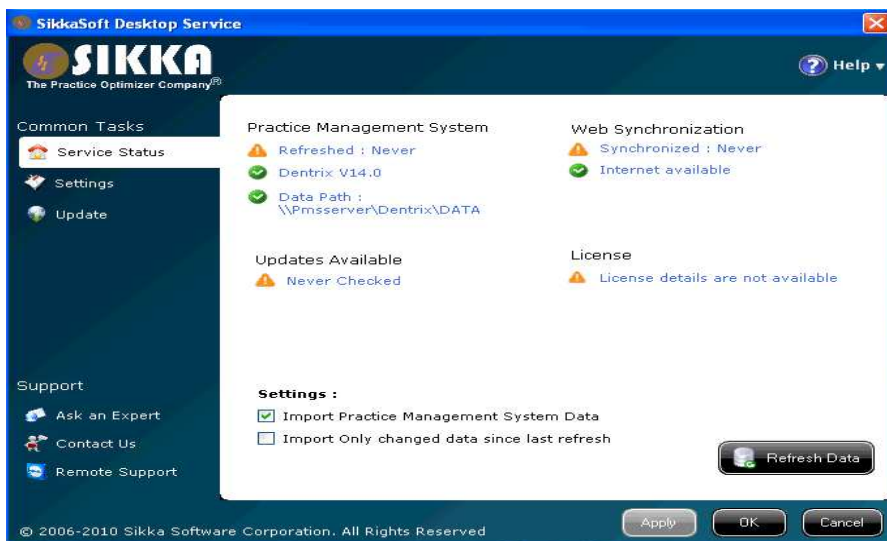 SikkaSoft Desktop Service
SIKKA
The Practice Optimizer Company®
Help
Common Tasks
Service Status
Settings
Update
Practice Management System
Refreshed : Never
Dentrix V14.0
Data Path :
\\Pmsserver\Dentrix\DATA
Web Synchronization
Synchronized : Never
Internet available
Updates Available
Never Checked
License
License details are not available
Support
Ask an Expert
Contact Us
Remote Support
Settings :
Import Practice Management System Data
Import Only changed data since last refresh
Refresh Data
© 2006-2010 Sikka Software Corporation. All Rights Reserved
Apply
OK
Cancel